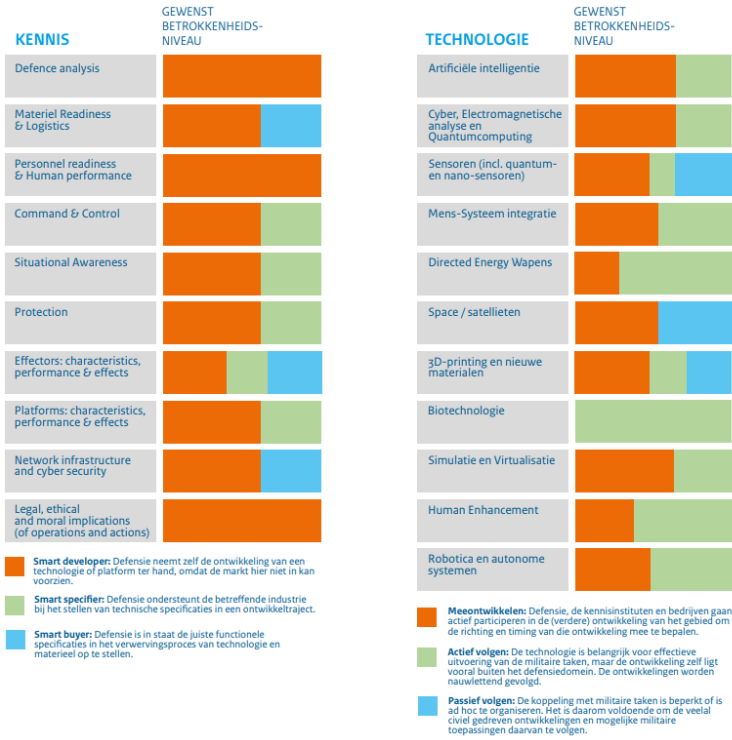 KENNIS
GEWENST
BETROKKENHEIDS-
NIVEAU
Defence analysis
Materiel Readiness
& Logistics
Personnel readiness
& Human performance
Command & Control
Situational Awareness
Protection
Effectors: characteristics,
performance & effects
Platforms: characteristics,
performance & effects
Network infrastructure
and cyber security
Legal, ethical
and moral implications
(of operations and actions)
Smart developer: Defensie neemt zelf de ontwikkeling van een
technologie of platform ter hand, omdat de markt hier niet in kan
voorzien.
Smart specifier: Defensie ondersteunt de betreffende industrie
bij het stellen van technische specificaties in een ontwikkeltraject.
Smart buyer: Defensie is in staat de juiste functionele
specificaties in het verwervingsproces van technologie en
materieel op te stellen.
TECHNOLOGIE
GEWENST
BETROKKENHEIDS-
NIVEAU
Artificiële intelligentie
Cyber, Electromagnetische
analyse en
Quantumcomputing
Sensoren (incl. quantum-
en nano-sensoren)
Mens-Systeem integratie
Directed Energy Wapens
Space / satellieten
3D-printing en nieuwe
materialen
Biotechnologie
Simulatie en Virtualisatie
Human Enhancement
Robotica en autonome
systemen
Meeontwikkelen: Defensie, de kennisinstituten en bedrijven gaan
actief participeren in de (verdere) ontwikkeling van het gebied om
de richting en timing van die ontwikkeling mee te bepalen.
Actief volgen: De technologie is belangrijk voor effectieve
uitvoering van de militaire taken, maar de ontwikkeling zelf ligt
vooral buiten het defensiedomein. De ontwikkelingen worden
nauwlettend gevolgd.
Passief volgen: De koppeling met militaire taken is beperkt of is
ad hoc te organiseren. Het is daarom voldoende om de veelal
civiel gedreven ontwikkelingen en mogelijke militaire
toepassingen daarvan te volgen.